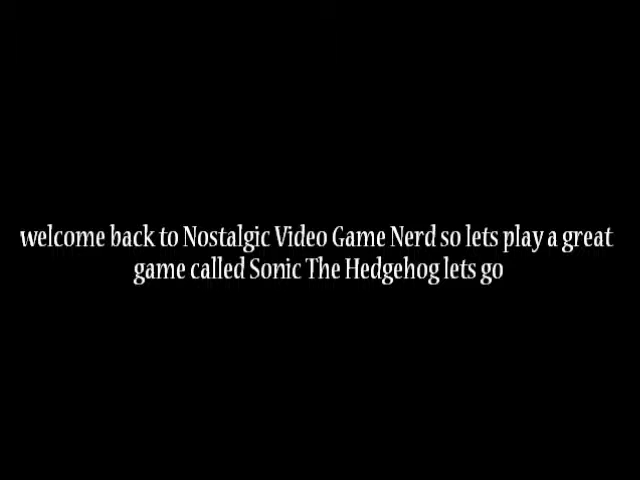 welcome back to Nostalgic Video Game Nerd so lets play a great
game called Sonic The Hedgehog lets go